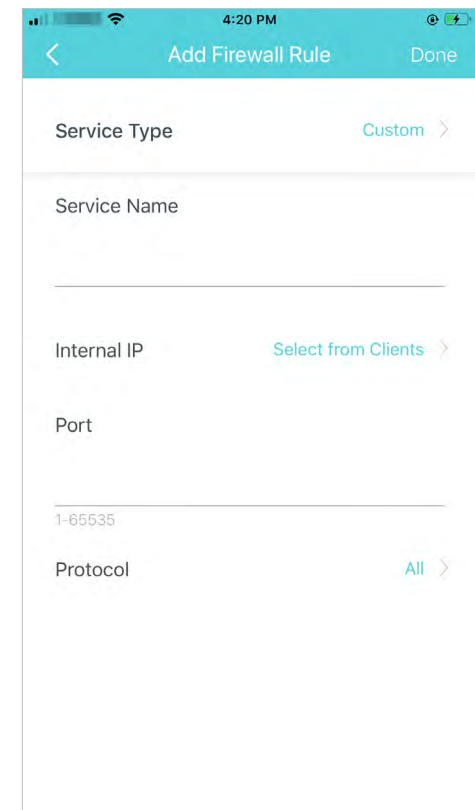 4:20 PM
Add Firewall Rule Done
Service Type Custom
Service Name
Internal IP Select from Clients
Port
1-65535
Protocol All